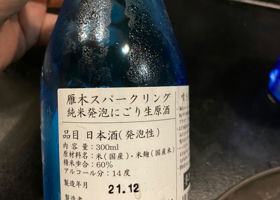 雁木スパークリング
純米発泡にごり生原酒
品目 日本酒(発泡性)
内容量：300ml
原材料名：米(国産)・米麹(国産米)
精米歩合：60%
アルコール分：14度
製造年月 21.12
製造者